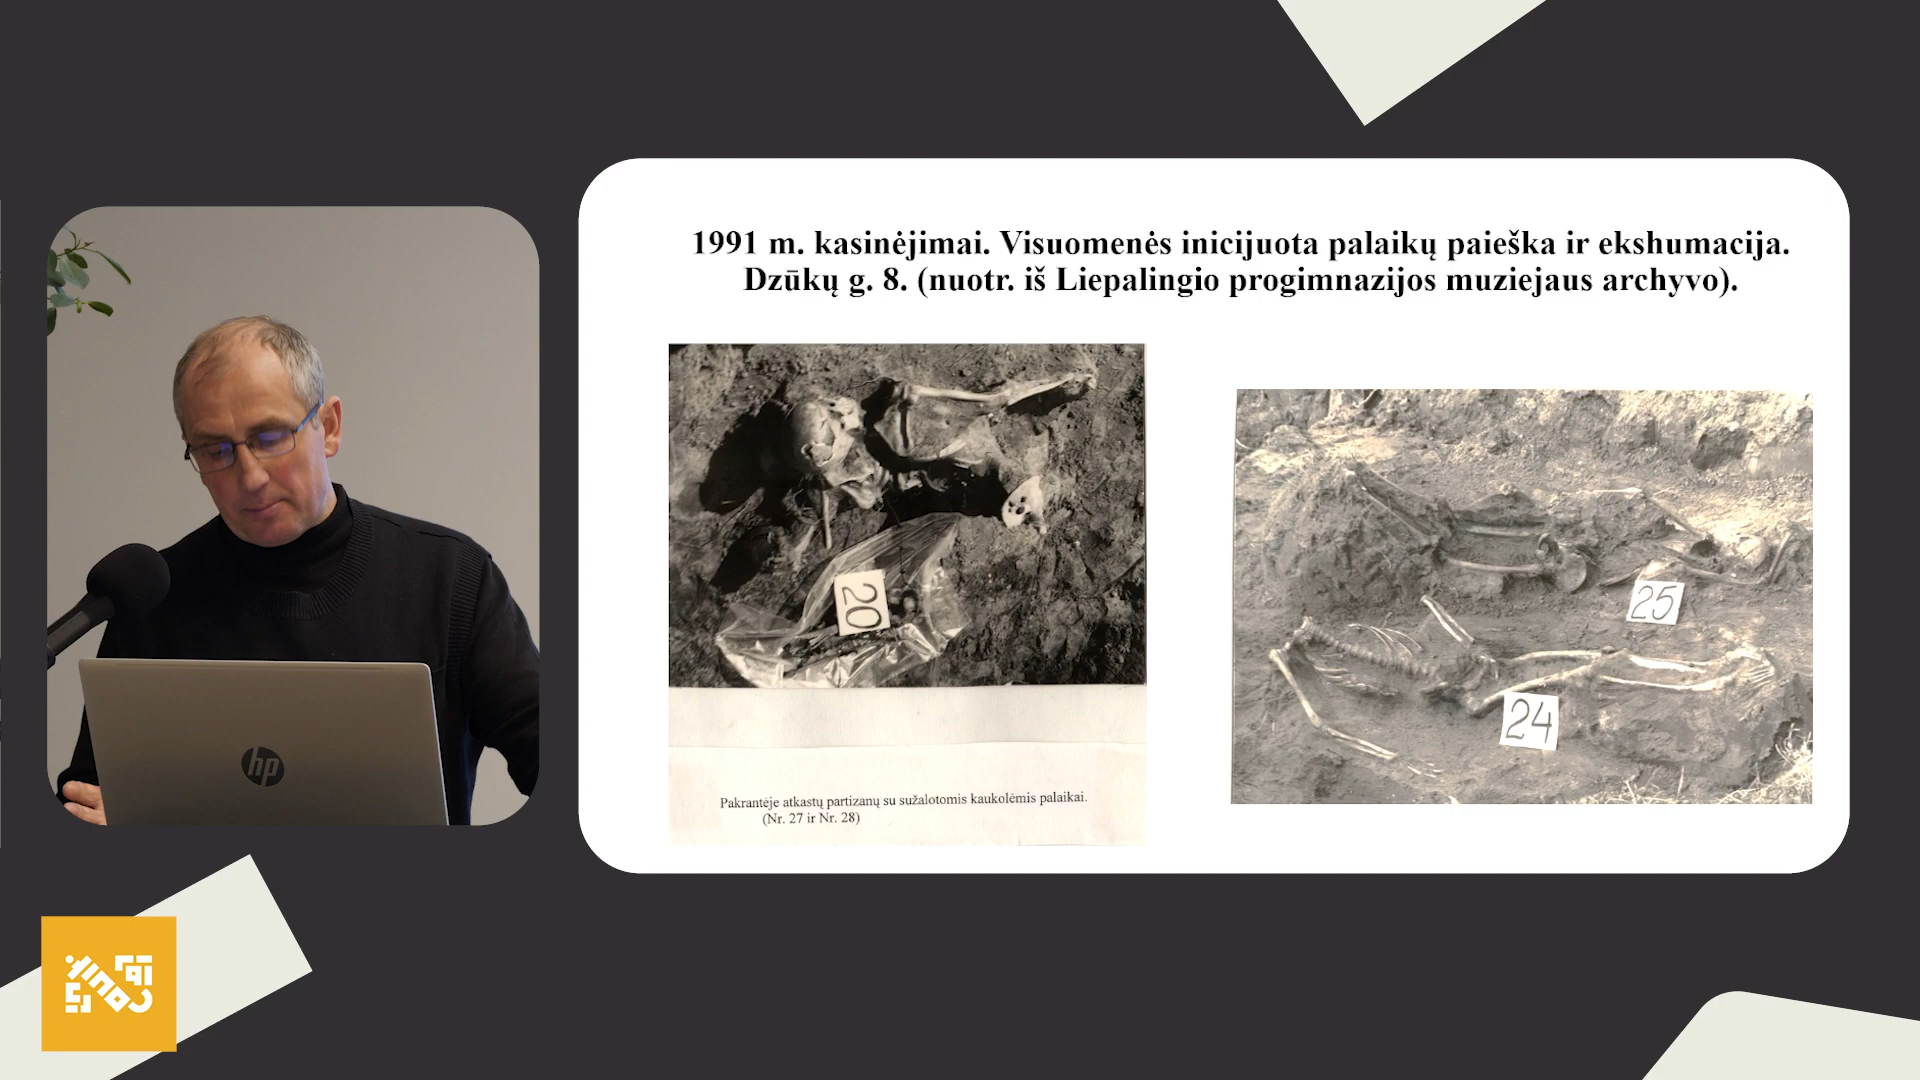 1991 m. kasinėjimai. Visuomenės inicijuota palaikų paieška ir ekshumacija.
Dzūkų g. 8. (nuotr. iš Liepalingio progimnazijos muziejaus archyvo).
20
25
24
Pakrantėje atkastų partizanų su sužalotomis kaukolėmis palaikai.
(Nr. 27 ir Nr. 28)
hp